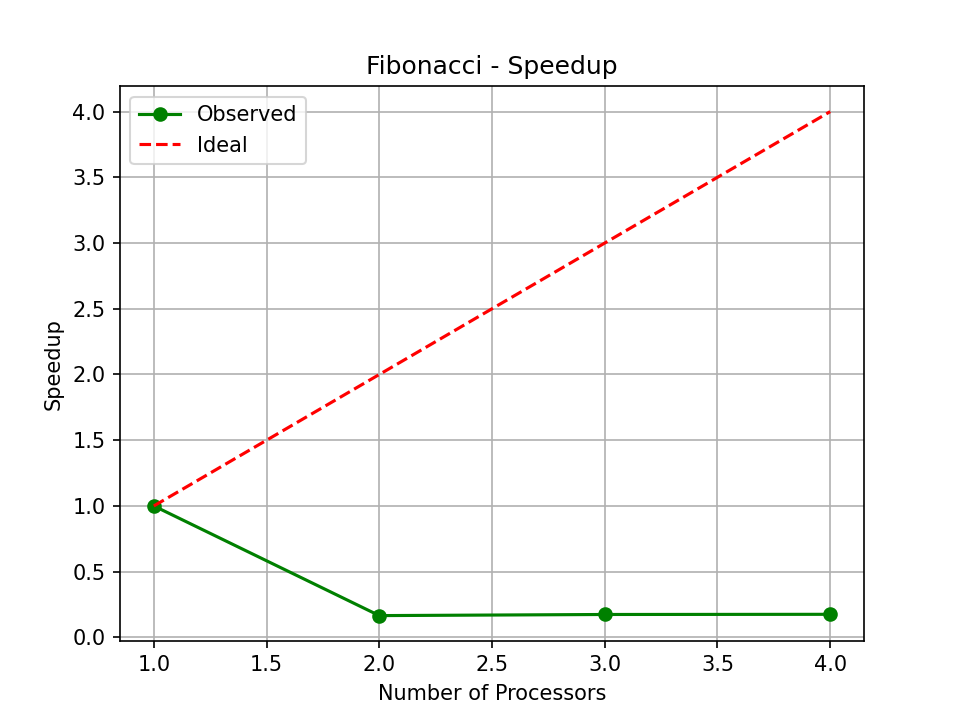 Fibonacci - Speedup
Observed
Ideal
4.0
3.5
3.0
2.5
2.0
1.5
1.0
0.5
0.0
Speedup
1.0 1.5 2.0 2.5 3.0 3.5 4.0
Number of Processors